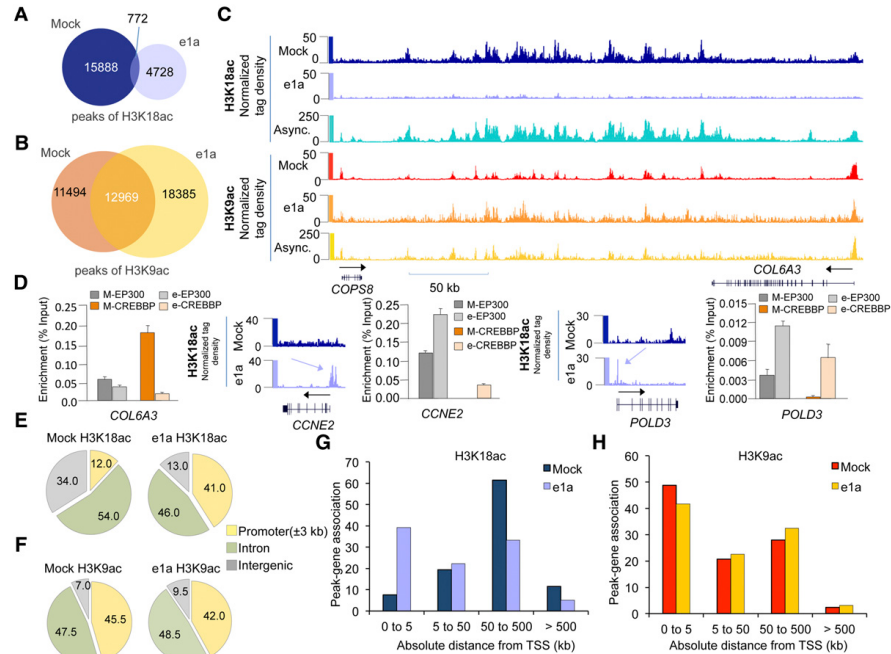 A
Mock
772
e1a
15888
4728
peaks of H3K18ac
B
Mock
e1a
11494
12969
18385
peaks of H3K9ac
C
H3K18ac
Normalized
tag density
Mock
50
0
e1a
50
0
Async.
250
0
H3K9ac
Normalized
tag density
Mock
50
0
e1a
50
0
Async.
250
0
COPS8
50 kb
COL6A3
D
M-EP300
e-EP300
M-CREBBP
e-CREBBP
Enrichment (% Input)
0.25
0.20
0.15
0.10
0.05
0.00
COL6A3
H3K18ac
Normalized tag
density
Mock
40
0
e1a
40
0
CCNE2
M-EP300
e-EP300
M-CREBBP
e-CREBBP
0.25
0.20
0.15
0.10
0.05
0.00
CCNE2
H3K18ac
Normalized tag
density
Mock
30
0
e1a
30
0
POLD3
M-EP300
e-EP300
M-CREBBP
e-CREBBP
0.015
0.012
0.009
0.006
0.003
0.000
POLD3
E
Mock H3K18ac
e1a H3K18ac
12.0
34.0
54.0
13.0
41.0
46.0
Promoter(±3 kb)
Intron
Intergenic
F
Mock H3K9ac
e1a H3K9ac
7.0
45.5
47.5
9.5
42.0
48.5
G
H3K18ac
Mock
e1a
Peak-gene association
70
60
50
40
30
20
10
0
0 to 5
5 to 50
50 to 500
> 500
Absolute distance from TSS (kb)
H
H3K9ac
Mock
e1a
Peak-gene association
60
50
40
30
20
10
0
0 to 5
5 to 50
50 to 500
> 500
Absolute distance from TSS (kb)